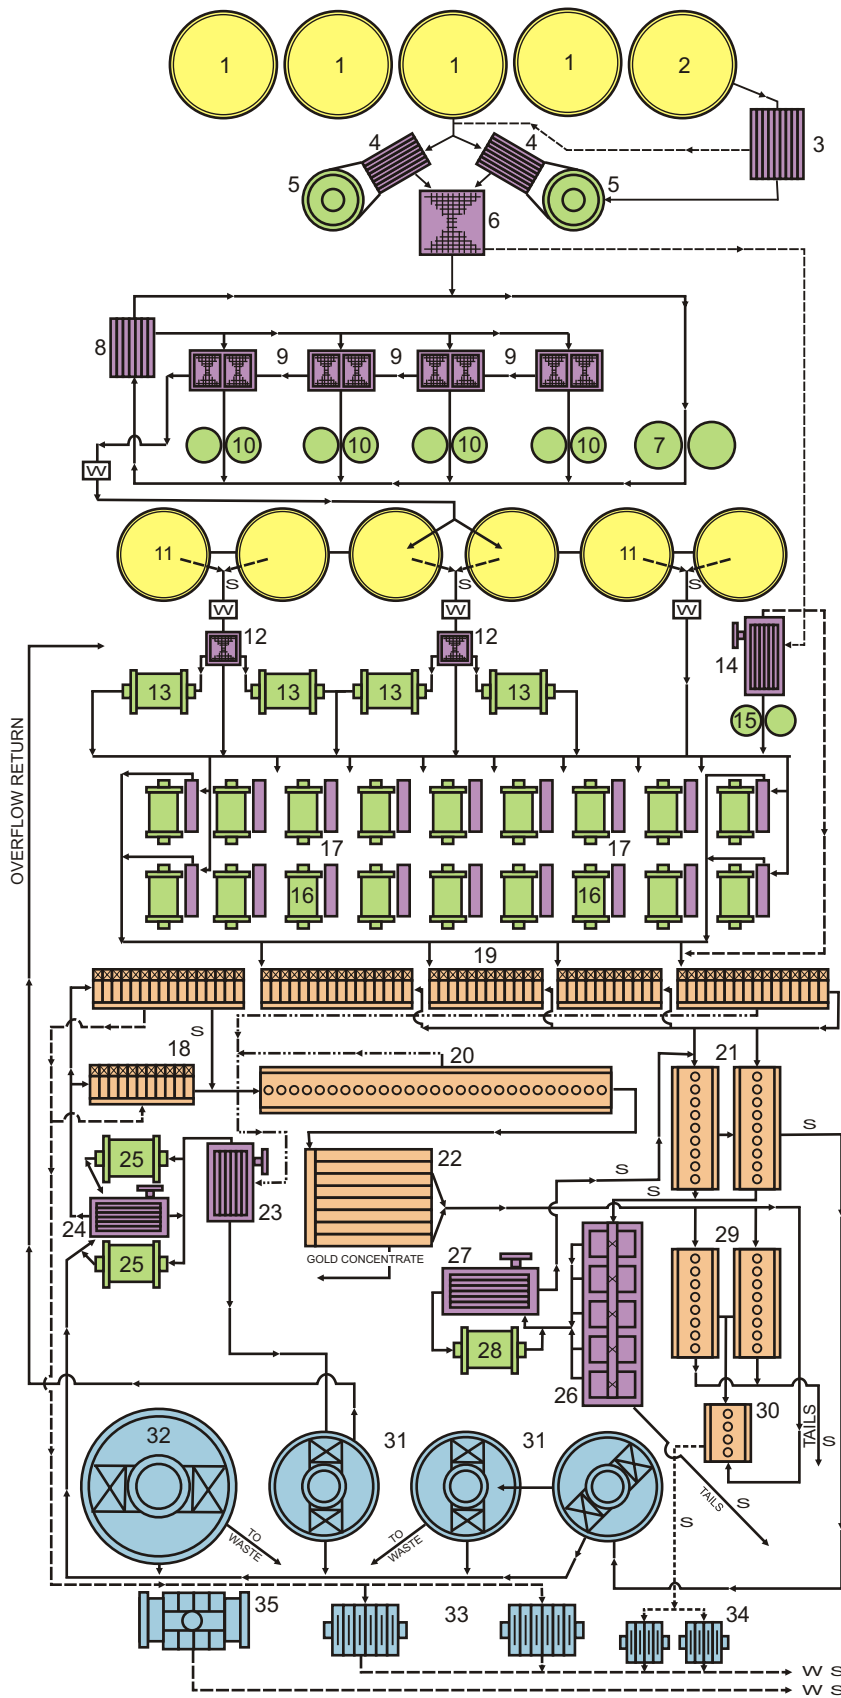 1 1 1 1 2
3
4 4
5 5
6
8
9 9 9
10 10 10 10 7
W
11 11
S S S
W W W
12 12
14
13 13 13 13
15
OVERFLOW RETURN
17 17
16 16
19
S
18 20 21
S
25
22
S
S
24 23
29
GOLD CONCENTRATE
25 27
28
26
30
TAILS
S
32 31 31
TAILS
S
S
TO WASTE
TO WASTE
35 33 34
W S
W S